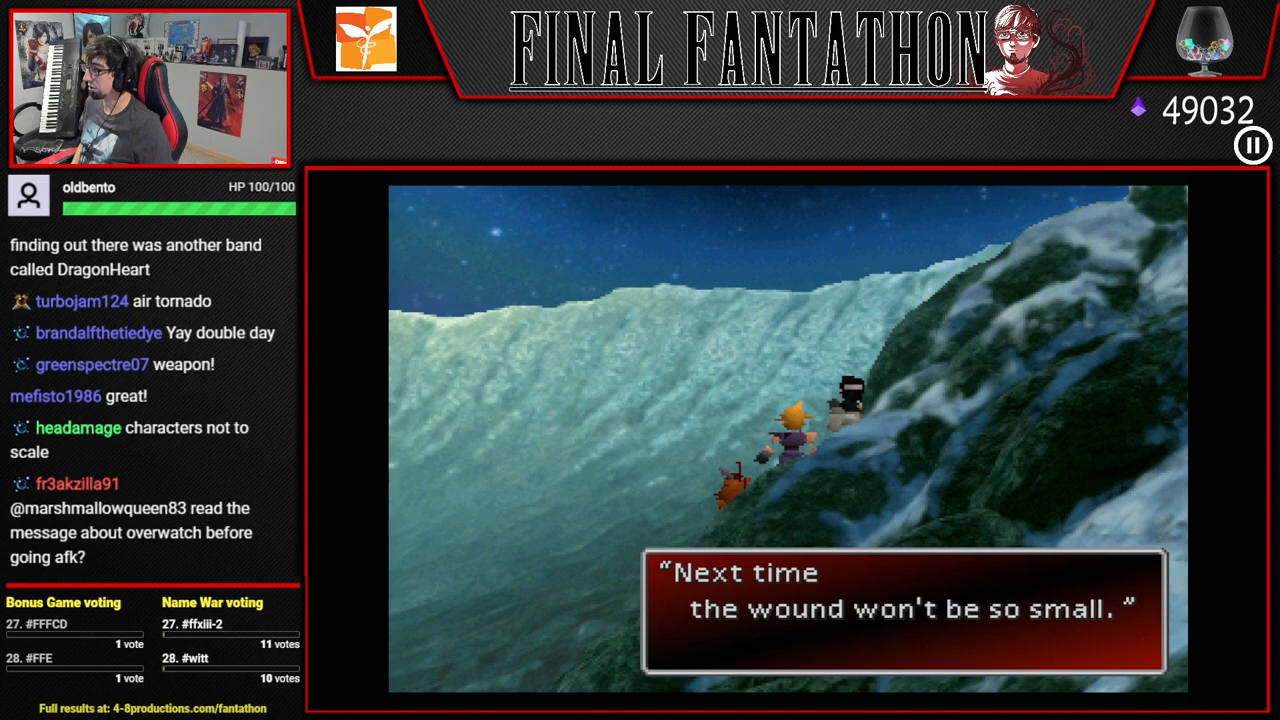 FINAL FANTATHON
49032
oldbento
HP 100/100
finding out there was another band
called DragonHeart
turbojam124 air tornado
brandalfthetiedye Yay double day
greenspectre07 weapon!
mefisto1986 great!
headamage characters not to
scale
fr3akzilla91
@marshmallowqueen83 read the
message about overwatch before
going afk?
“Next time
the wound won't be so small. ”
Bonus Game voting
27. #FFFCD
1 vote
28. #FFE
1 vote
Name War voting
27. #ffxiii-2
11 votes
28. #witt
10 votes
Full results at: 4-8productions.com/fantathon